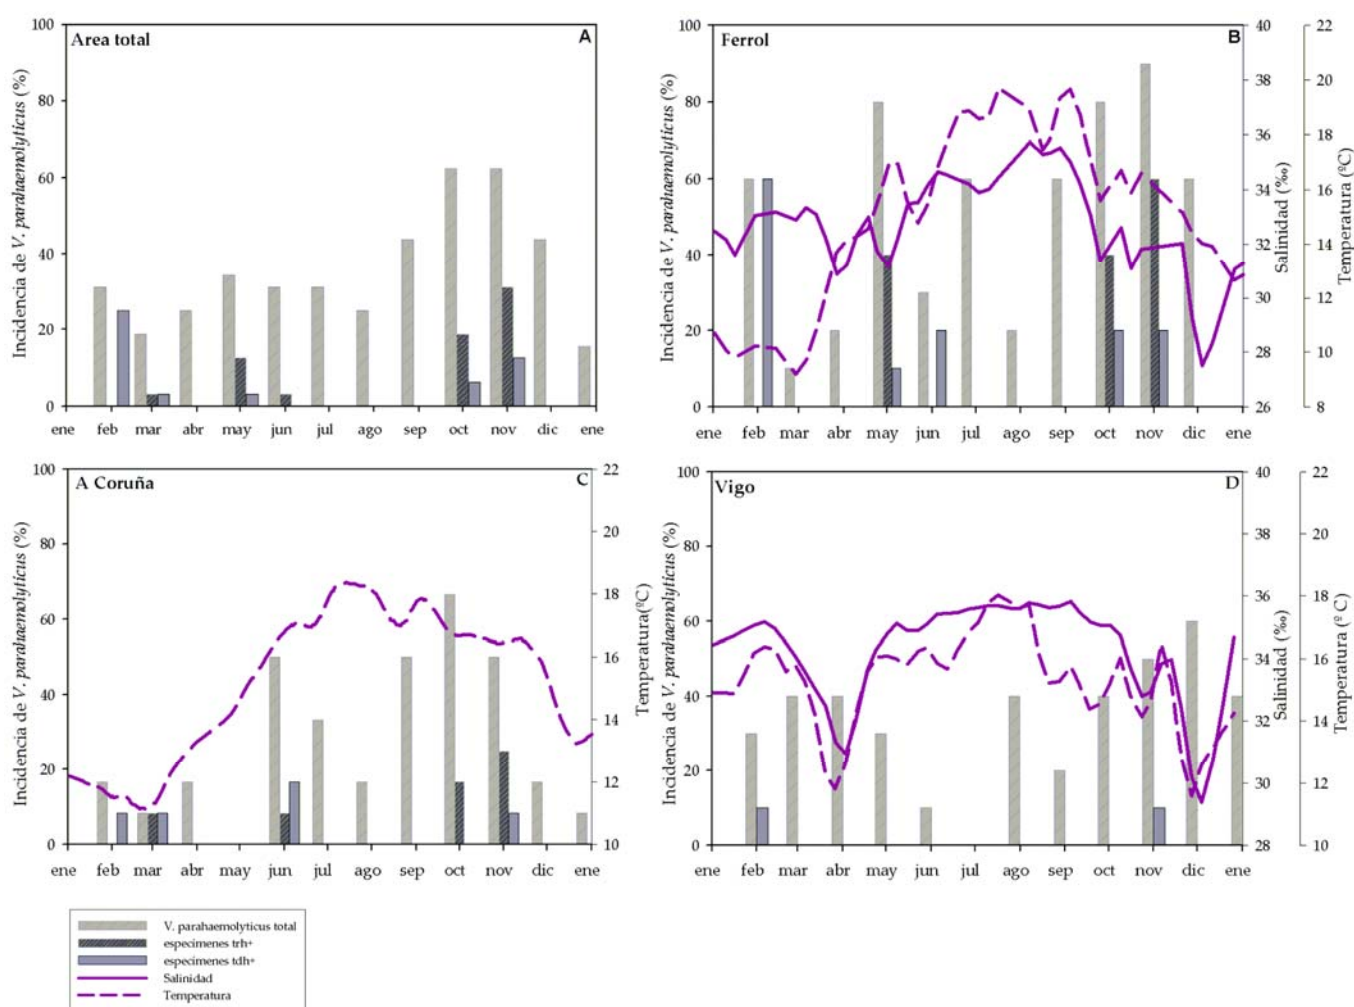 Area total
A
Incidencia de V. parahaemolyticus (%)
100
80
60
40
20
0
ene feb mar abr may jun jul ago sep oct nov dic ene
Ferrol
B
Incidencia de V. parahaemolyticus (%)
100
80
60
40
20
0
ene feb mar abr may jun jul ago sep oct nov dic ene
40
38
36
34
32
30
28
26
Salinidad (‰)
22
20
18
16
14
12
10
8
Temperatura (ºC)
A Coruña
C
Incidencia de V. parahaemolyticus (%)
100
80
60
40
20
0
ene feb mar abr may jun jul ago sep oct nov dic ene
22
20
18
16
14
12
10
Temperatura(ºC)
Vigo
D
Incidencia de V. parahaemolyticus (%)
100
80
60
40
20
0
ene feb mar abr may jun jul ago sep oct nov dic ene
40
38
36
34
32
30
28
Salinidad (‰)
22
20
18
16
14
12
10
Temperatura (º C)
V. parahaemolyticus total
especimenes trh+
especimenes tdh+
Salinidad
Temperatura